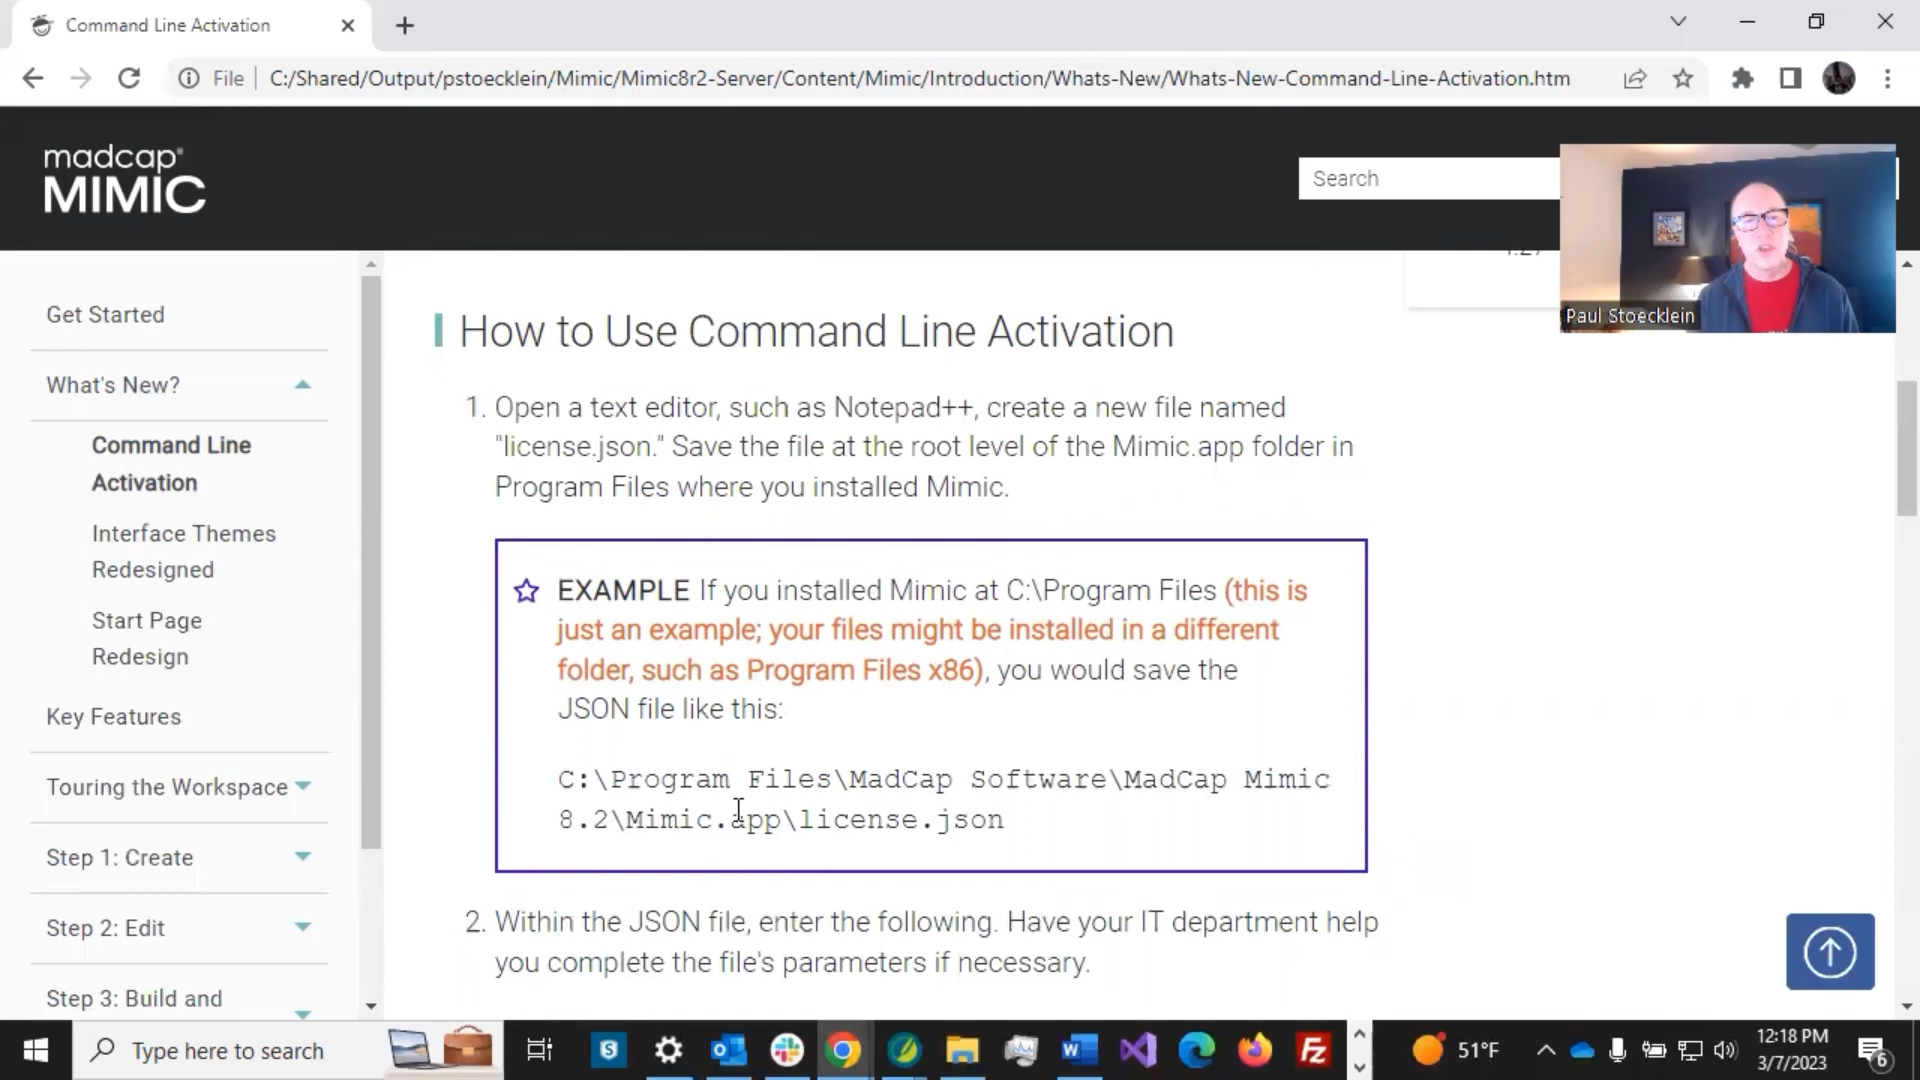 Command Line Activation
File
C:/Shared/Output/pstoecklein/Mimic/Mimic8r2-Server/Content/Mimic/Introduction/Whats-New/Whats-New-Command-Line-Activation.htm
madcap
MIMIC
Search
Paul Stoecklein
Get Started
What's New?
Command Line
Activation
Interface Themes
Redesigned
Start Page
Redesign
Key Features
Touring the Workspace
Step 1: Create
Step 2: Edit
Step 3: Build and
How to Use Command Line Activation
1. Open a text editor, such as Notepad++, create a new file named
"license.json." Save the file at the root level of the Mimic.app folder in
Program Files where you installed Mimic.
EXAMPLE If you installed Mimic at C:\Program Files (this is
just an example; your files might be installed in a different
folder, such as Program Files x86), you would save the
JSON file like this:
C:\Program Files\MadCap Software\MadCap Mimic
8.2\Mimic.app\license.json
2. Within the JSON file, enter the following. Have your IT department help
you complete the file's parameters if necessary.
Type here to search
51°F
12:18 PM
3/7/2023
6